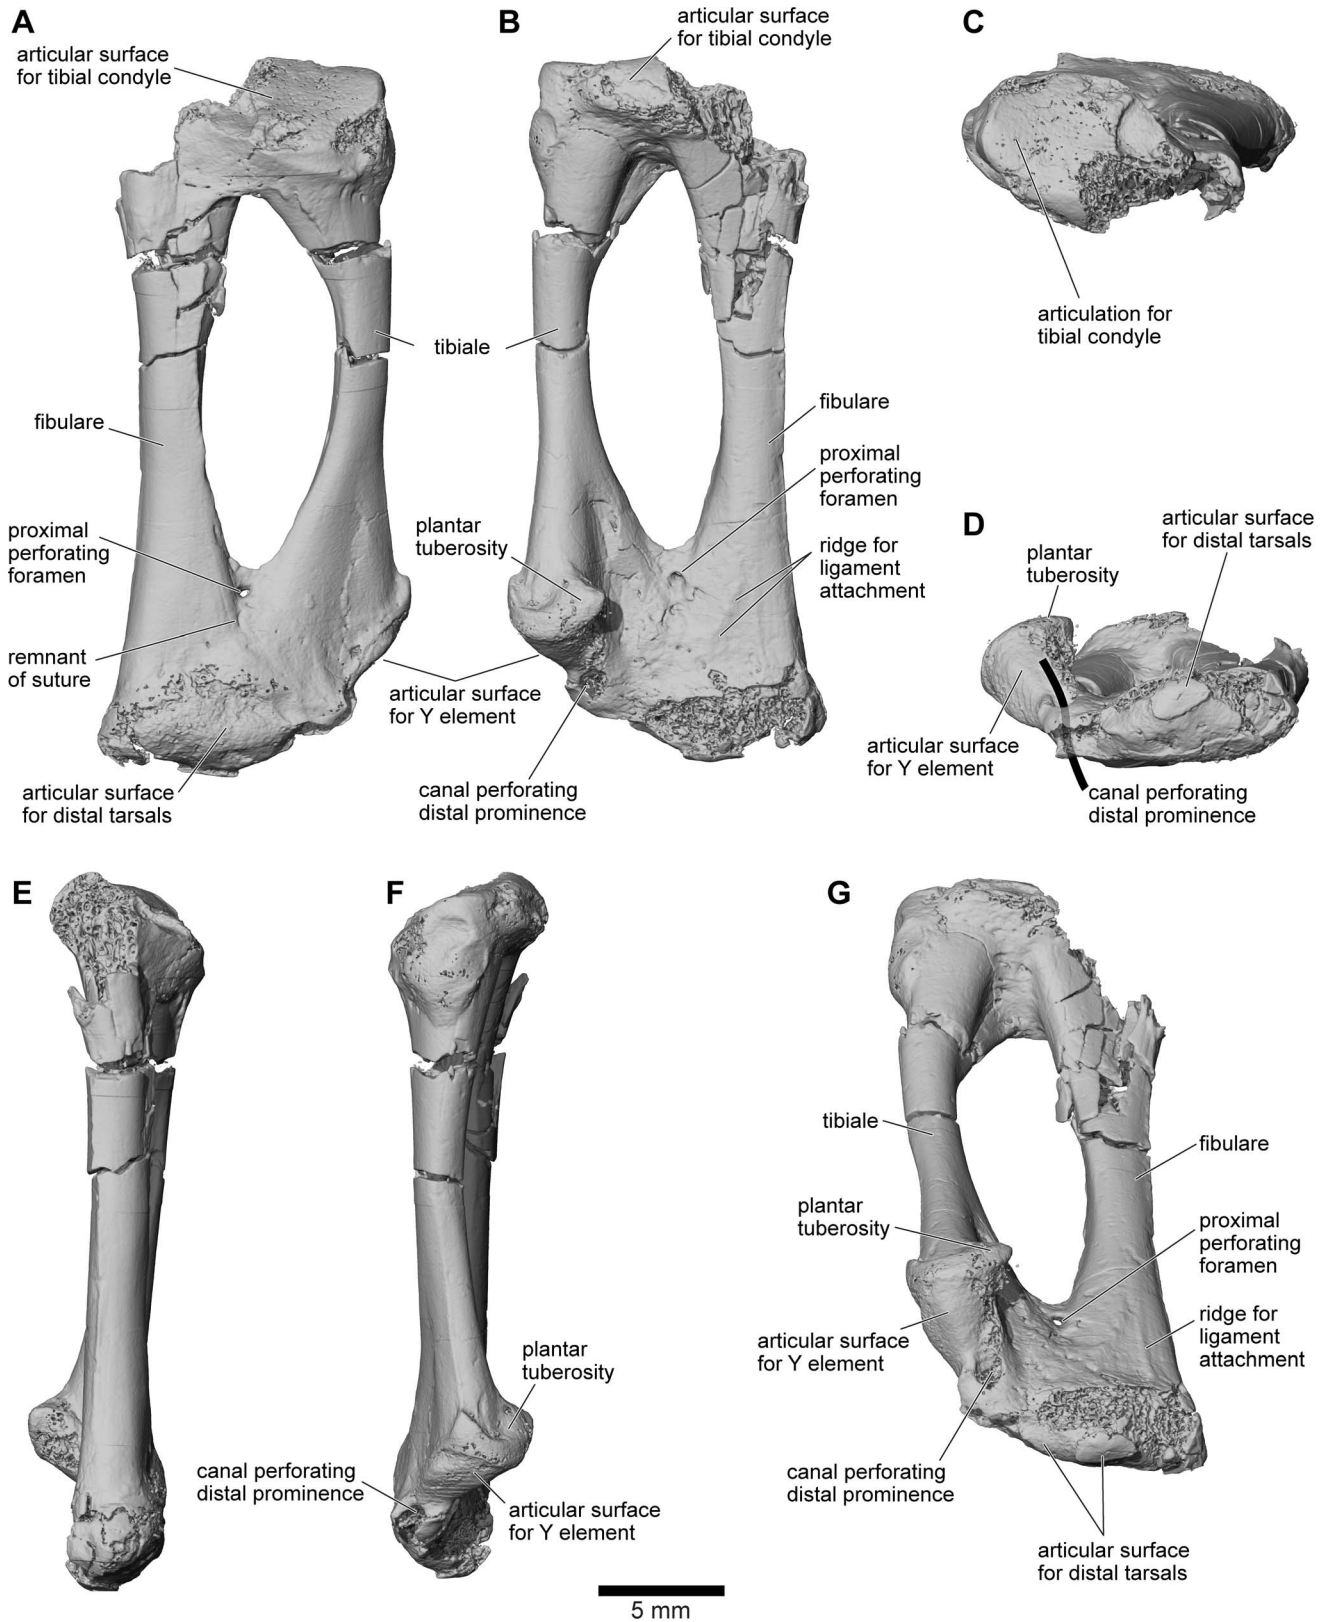 A
articular surface
for tibial condyle
B
articular surface
for tibial condyle
C
articulation for
tibial condyle
tibiale
fibulare
fibulare
proximal
perforating
foramen
plantar
tuberosity
ridge for
ligament
attachment
proximal
perforating
foramen
remnant
of suture
articular surface
for Y element
articular surface
for distal tarsals
canal perforating
distal prominence
D
articular surface
for distal tarsals
plantar
tuberosity
articular surface
for Y element
canal perforating
distal prominence
E
F
plantar
tuberosity
canal perforating
distal prominence
articular surface
for Y element
G
tibiale
fibulare
plantar
tuberosity
proximal
perforating
foramen
articular surface
for Y element
ridge for
ligament
attachment
canal perforating
distal prominence
articular surface
for distal tarsals
5 mm